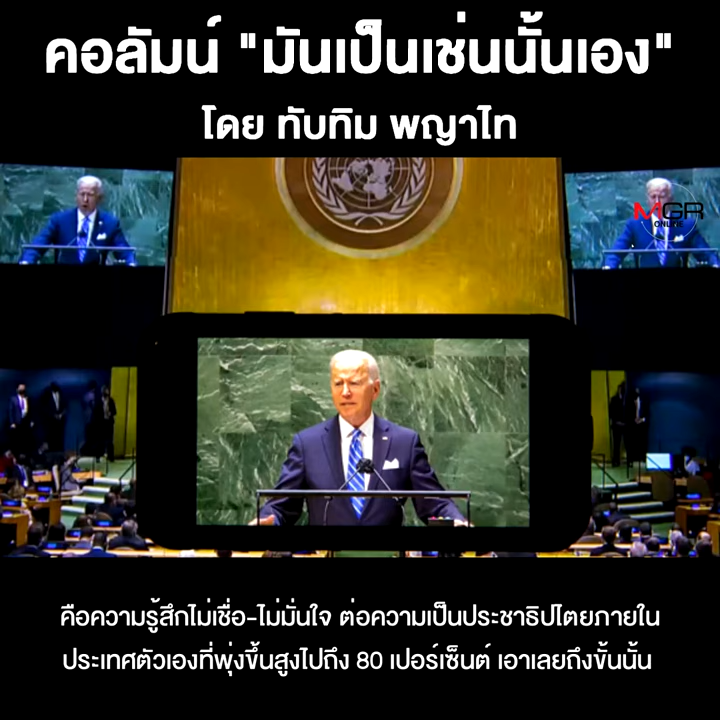 คอลัมน์ "มันเป็นเช่นนั้นเอง"
โดย ทับทิม พญาไท
MGR
ONLINE
คือความรู้สึกไม่เชื่อ-ไม่มั่นใจ ต่อความเป็นประชาธิปไตยภายใน
ประเทศตัวเองที่พุ่งขึ้นสูงไปถึง 80 เปอร์เซ็นต์ เอาเลยถึงขั้นนั้น